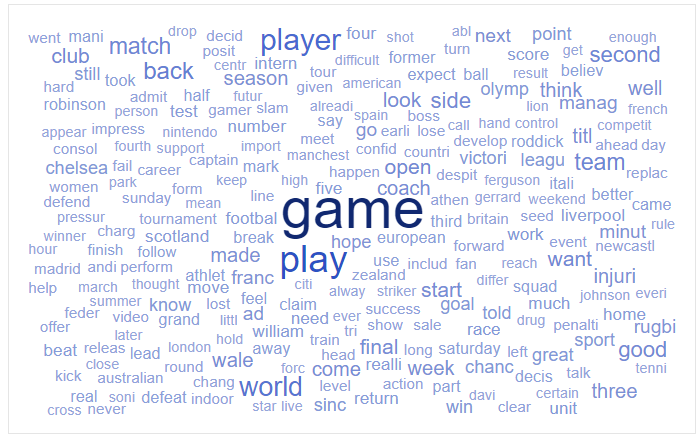 drop decid four shot abl next point enough
went mani player turn
club match posit difficult former score get second
centr intern
still took back season tour expect ball result believ
hard given american olymp think well
robinson admit half futur alreadi look side lion manag french
person test gamer slam spain boss
appear impress nintendo number say go earli lose call hand control competit
consol fourth support import meet develop roddick titl ahead day
chelsea fail career captain mark manchest confid countri victori leagu team replac
women park keep high happen open despit ferguson itali
defend sunday form mean line five coach athen gerrard weekend better came
pressur tournament footbal game third britain seed liverpool rule
winner charg scotland break hope european work minut
hour finish follow made play forward event newcastl
madrid andi perform athlet franc use includ fan reach want
help march thought move citi zealand differ squad injuri
summer know lost feel alway striker start johnson everi
feder video grand littl ad claim success goal told much home
offer later hold william need ever show sale race drug penalti rugbi
beat releas lead london away train tri final long saturday left great sport good
close round wale head realli chanc decis talk tenni
kick australian chang forc come week
real soni defeat indoor world level action part davi certain three
cross never star live sinc return win clear unit